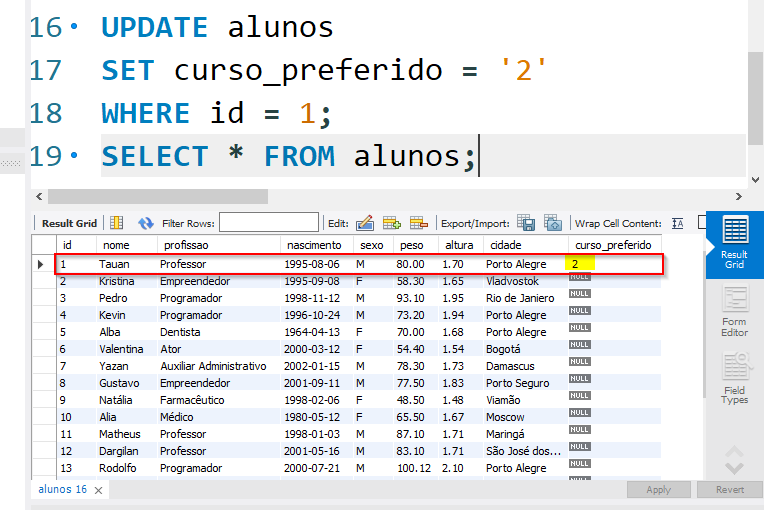 16 UPDATE alunos
17 SET curso_preferido = '2'
18 WHERE id = 1;
19 SELECT * FROM alunos;
Result Grid Filter Rows: Edit: Export/Import: Wrap Cell Content:
id nome profissao nascimento sexo peso altura cidade curso_preferido
1 Tauan Professor 1995-08-06 M 80.00 1.70 Porto Alegre 2
2 Kristina Empreendedor 1995-09-08 F 58.30 1.65 Vladvostok NULL
3 Pedro Programador 1998-11-12 M 93.10 1.95 Rio de Janiero NULL
4 Kevin Programador 1996-10-24 M 73.20 1.94 Porto Alegre NULL
5 Alba Dentista 1964-04-13 F 70.00 1.68 Porto Alegre NULL
6 Valentina Ator 2000-03-12 F 54.40 1.54 Bogotá NULL
7 Yazan Auxiliar Administrativo 2002-01-15 M 78.30 1.73 Damascus NULL
8 Gustavo Empreendedor 2001-09-11 M 77.50 1.83 Porto Seguro NULL
9 Natália Farmacêutico 1998-02-06 F 48.50 1.48 Viamão NULL
10 Alia Médico 1980-05-12 F 65.50 1.67 Moscow NULL
11 Matheus Professor 1998-01-03 M 87.10 1.71 Maringá NULL
12 Dargilan Professor 2001-05-16 M 83.10 1.71 São José dos... NULL
13 Rodolfo Programador 2000-07-21 M 100.12 2.10 Porto Alegre NULL
Result
Grid
Form
Editor
Field
Types
alunos 16 Apply Revert